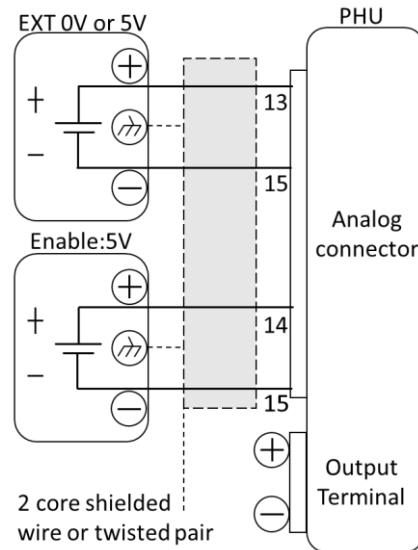 EXT 0V or 5V
PHU
+
+
13
−
15
−
Analog
connector
Enable:5V
+
+
14
−
15
−
+
Output
Terminal
−
2 core shielded
wire or twisted pair